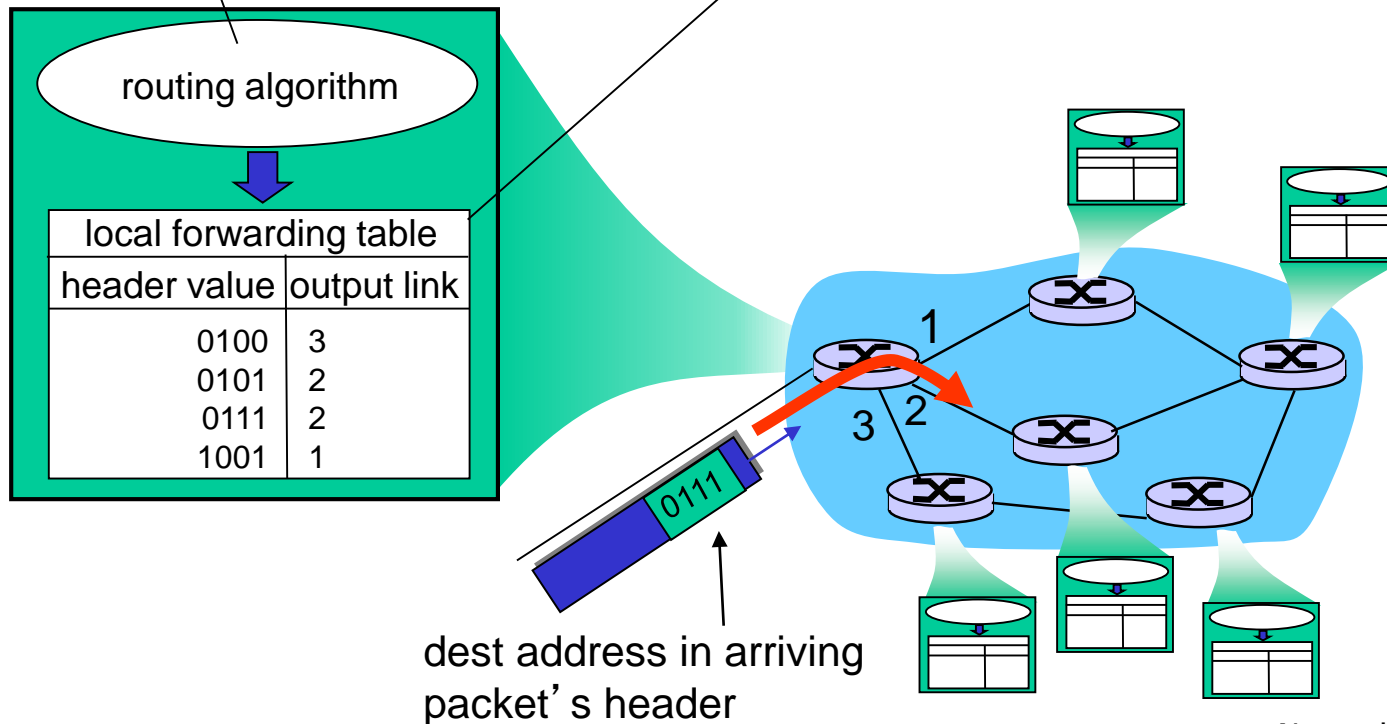 routing algorithm
local forwarding table
header value output link
0100 3
0101 2
0111 2
1001 1
1
2
3
0111
dest address in arriving
packet's header